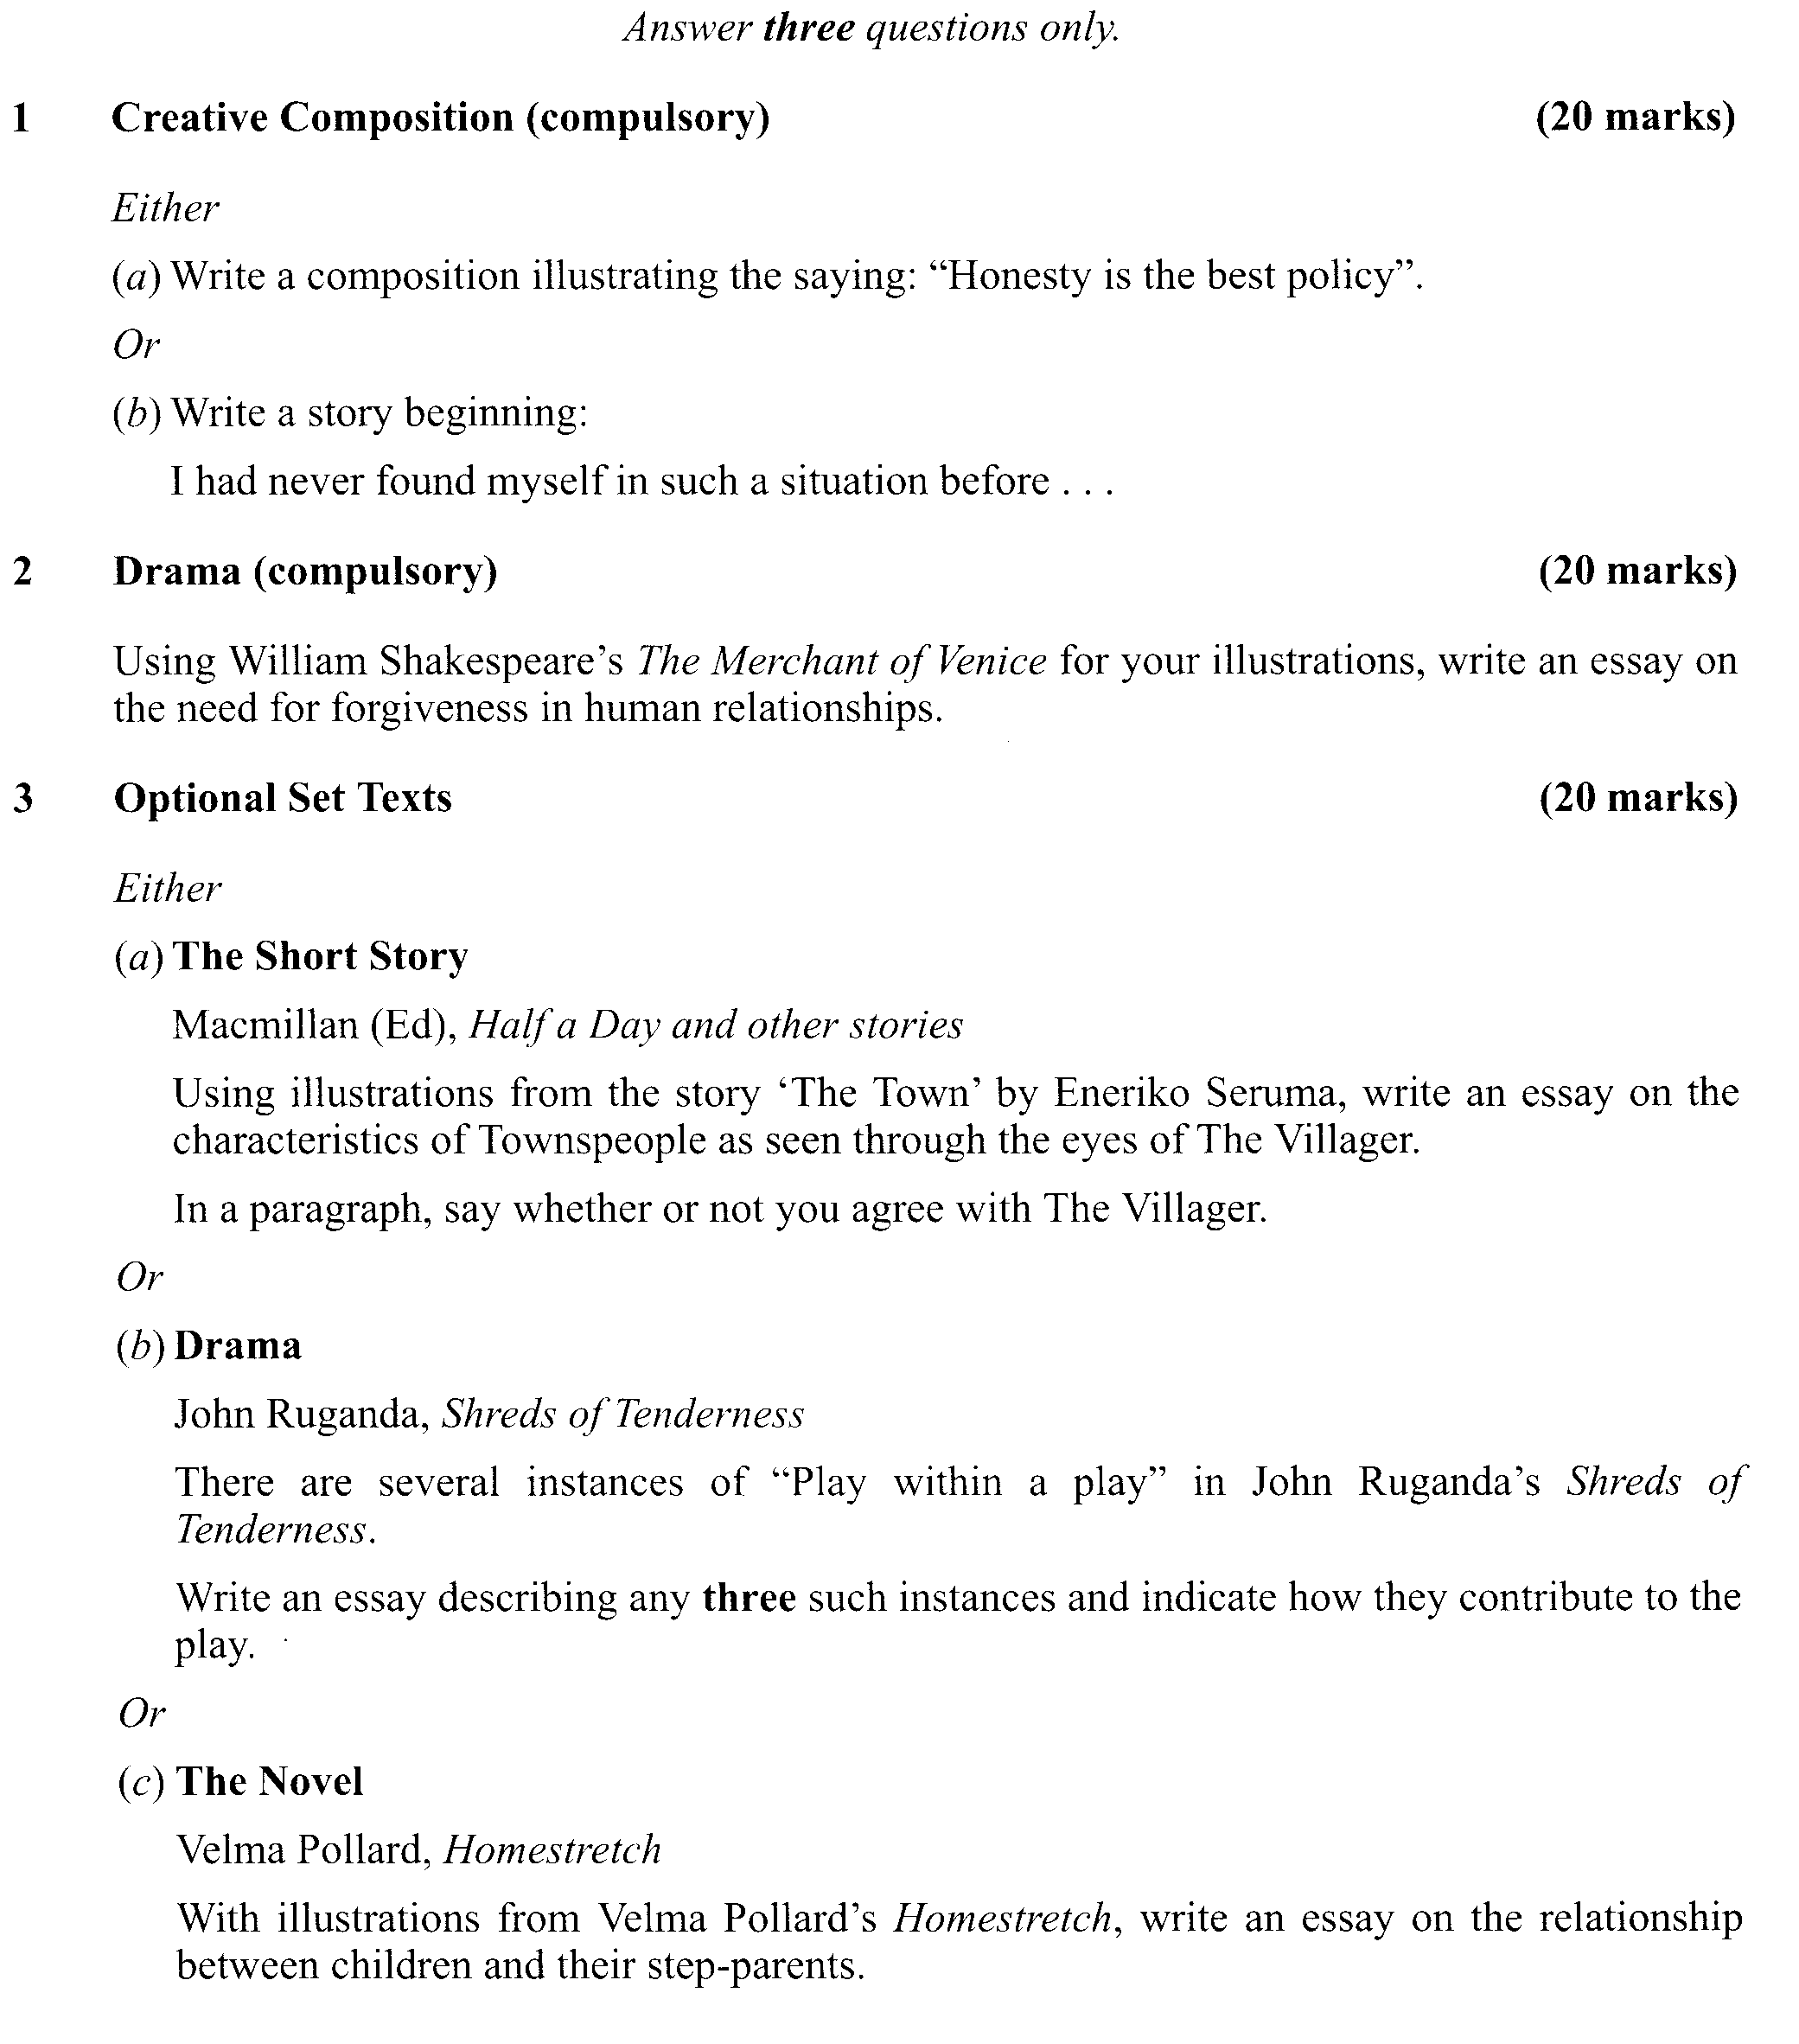 Answer three questions only.
1 Creative Composition (compulsory) (20 marks)
Either
(a) Write a composition illustrating the saying: “Honesty is the best policy”.
Or
(b) Write a story beginning:
I had never found myself in such a situation before . . .
2 Drama (compulsory) (20 marks)
Using William Shakespeare’s The Merchant of Venice for your illustrations, write an essay on
the need for forgiveness in human relationships.
3 Optional Set Texts (20 marks)
Either
(a) The Short Story
Macmillan (Ed), Half a Day and other stories
Using illustrations from the story ‘The Town’ by Eneriko Seruma, write an essay on the
characteristics of Townspeople as seen through the eyes of The Villager.
In a paragraph, say whether or not you agree with The Villager.
Or
(b) Drama
John Ruganda, Shreds of Tenderness
There are several instances of “Play within a play” in John Ruganda’s Shreds of
Tenderness.
Write an essay describing any three such instances and indicate how they contribute to the
play.
Or
(c) The Novel
Velma Pollard, Homestretch
With illustrations from Velma Pollard’s Homestretch, write an essay on the relationship
between children and their step-parents.